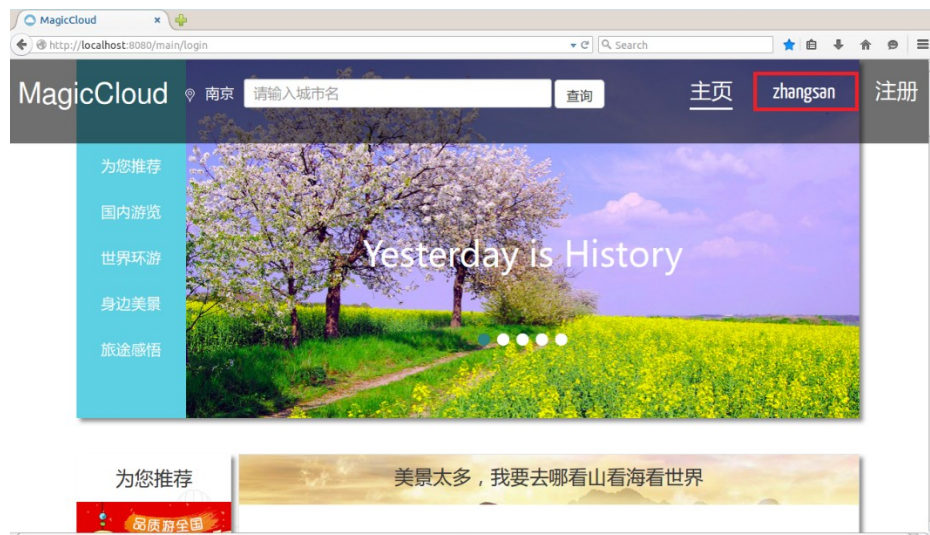 MagicCloud
http://localhost:8080/main/login
Search
MagicCloud 南京 请输入城市名 查询 主页 zhangsan 注册
为您推荐
国内游览
世界环游
身边美景
旅途感悟
Yesterday is History
为您推荐
美景太多，我要去哪看山看海看世界
品质游全国